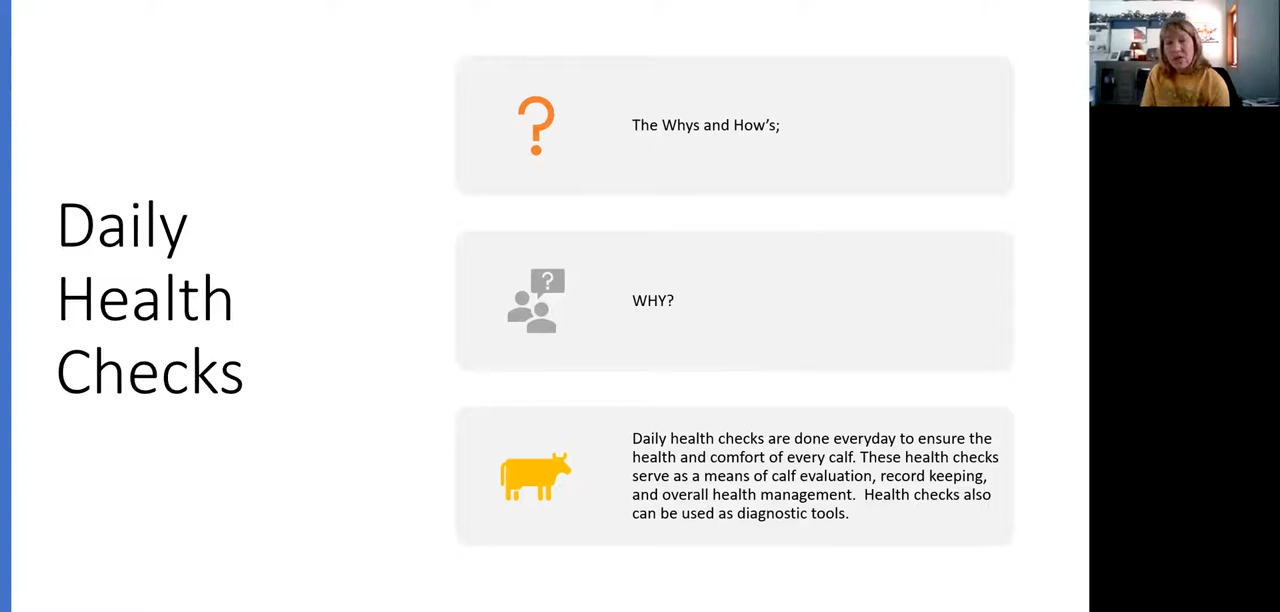 Daily
Health
Checks
The Whys and How's;
WHY?
Daily health checks are done everyday to ensure the
health and comfort of every calf. These health checks
serve as a means of calf evaluation, record keeping,
and overall health management.  Health checks also
can be used as diagnostic tools.